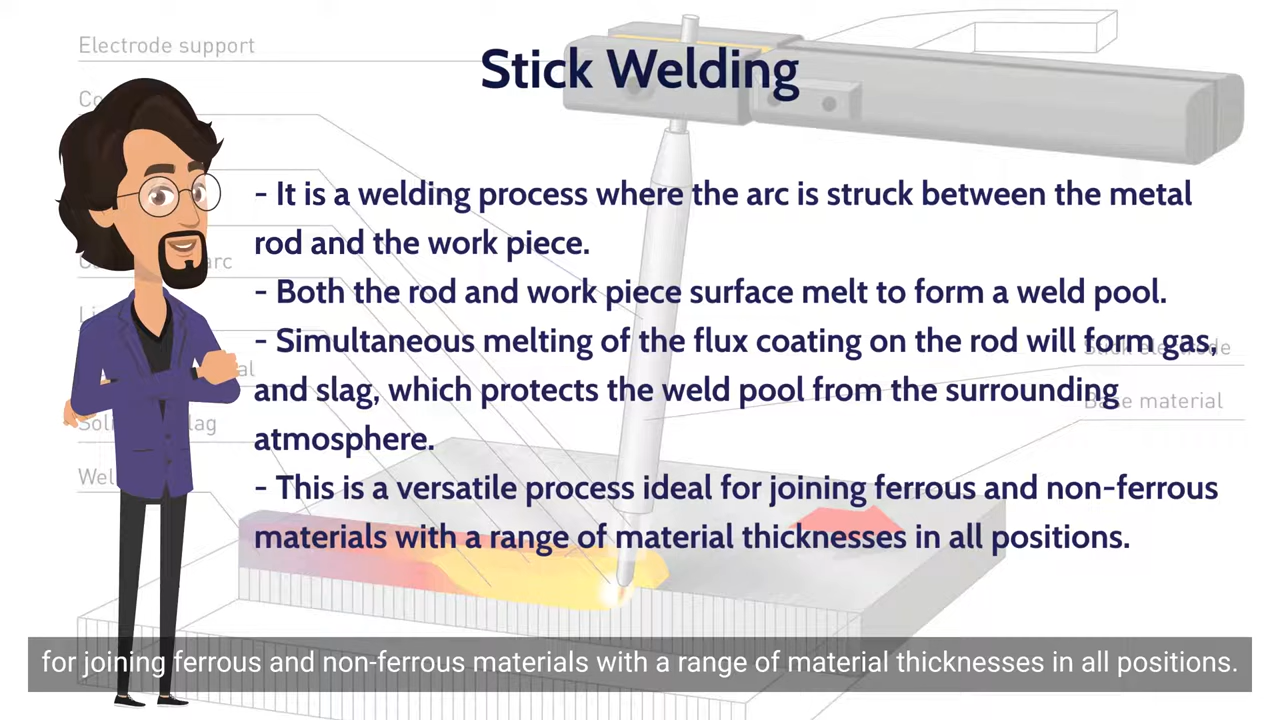 Electrode support
Stick Welding
- It is a welding process where the arc is struck between the metal
rod and the work piece.
- Both the rod and work piece surface melt to form a weld pool.
- Simultaneous melting of the flux coating on the rod will form gas,
and slag, which protects the weld pool from the surrounding
atmosphere.
- This is a versatile process ideal for joining ferrous and non-ferrous
materials with a range of material thicknesses in all positions.
arc
Stick electrode
Base material
slag
for joining ferrous and non-ferrous materials with a range of material thicknesses in all positions.